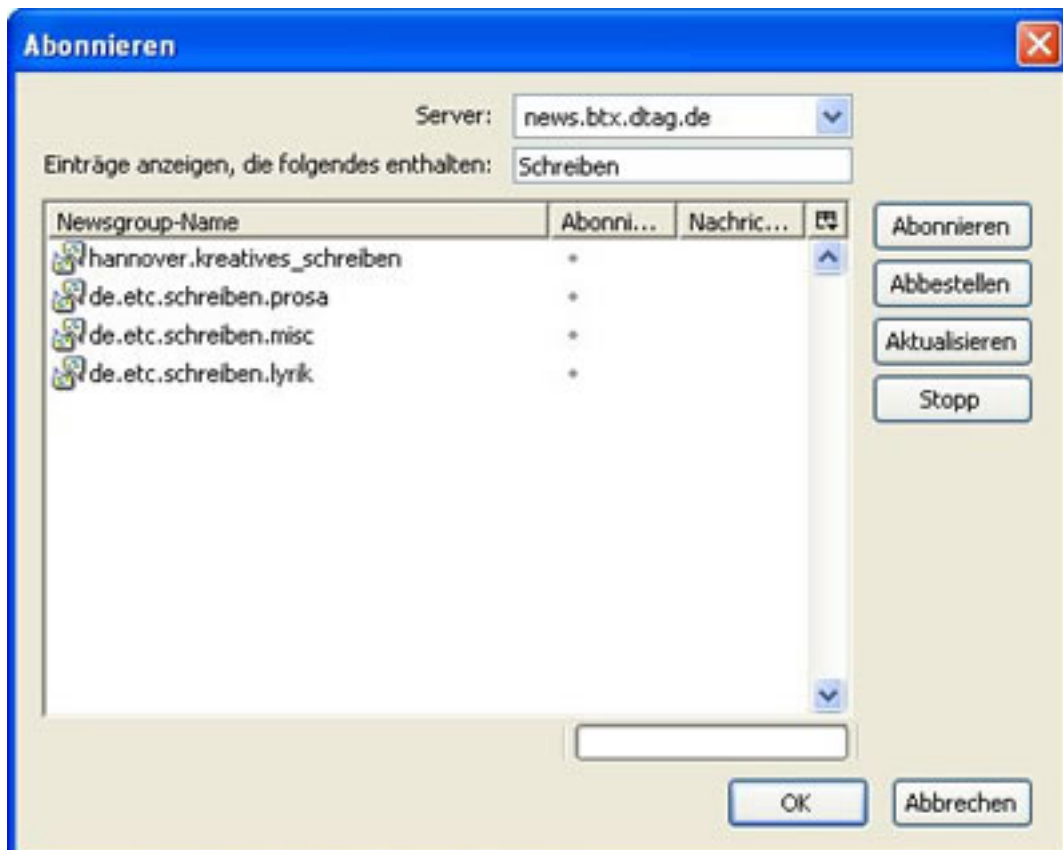 Abonnieren
Server: news.btx.dtag.de
Einträge anzeigen, die folgendes enthalten: Schreiben
Newsgroup-Name Abonni... Nachric...
hannover.kreatives_schreiben
de.etc.schreiben.prosa
de.etc.schreiben.misc
de.etc.schreiben.lyrik
Abonnieren
Abbestellen
Aktualisieren
Stopp
OK Abbrechen